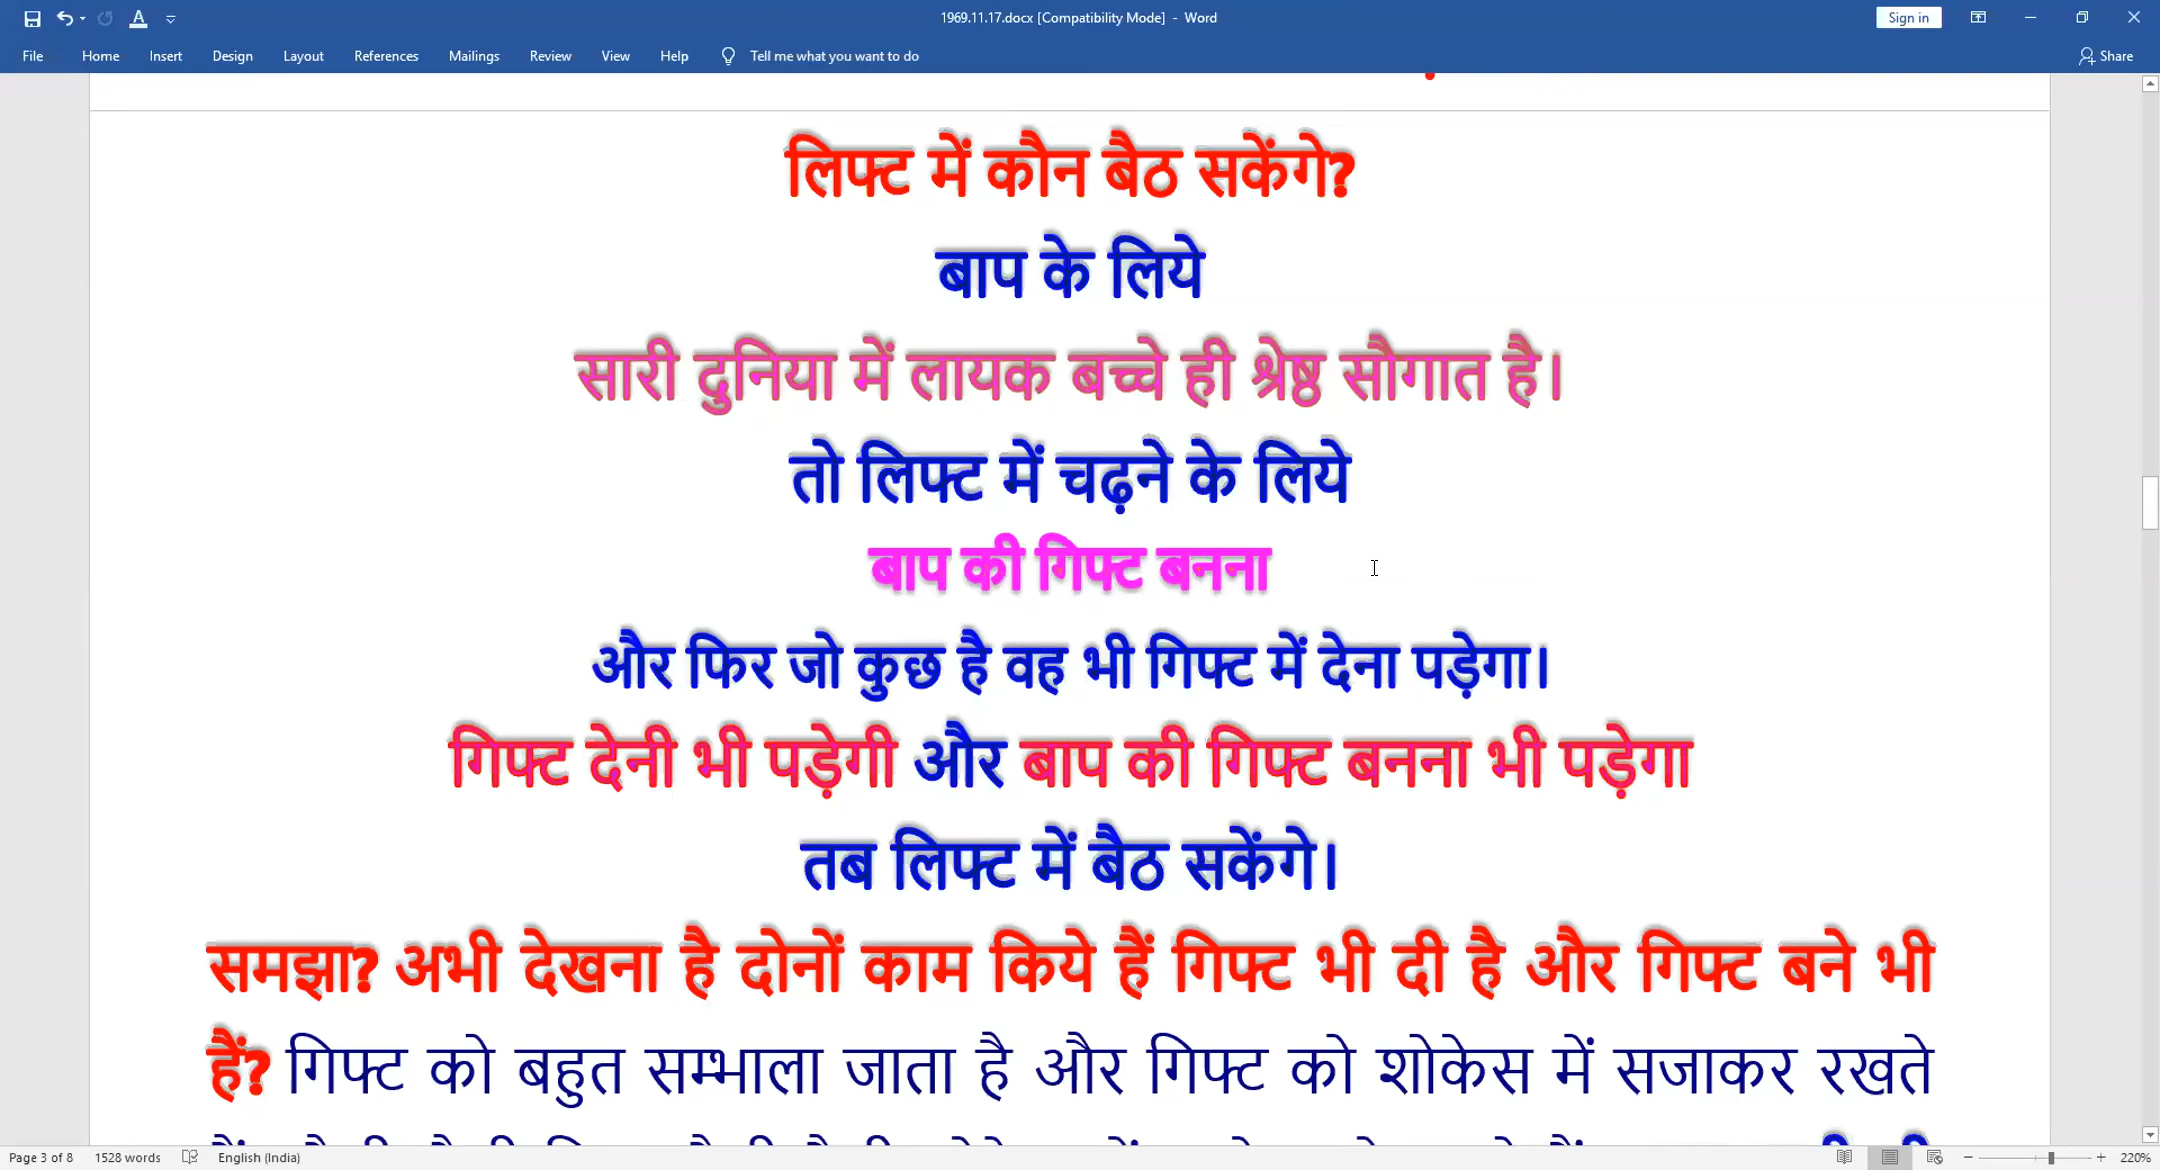 1969.11.17.docx [Compatibility Mode] - Word
Sign in
File Home Insert Design Layout References Mailings Review View Help Tell me what you want to do Share
लिफ्ट में कौन बैठ सकेंगे?
बाप के लिये
सारी दुनिया में लायक बच्चे ही श्रेष्ठ सौगात है।
तो लिफ्ट में चढ़ने के लिये
बाप की गिफ्ट बनना
और फिर जो कुछ है वह भी गिफ्ट में देना पड़ेगा।
गिफ्ट देनी भी पड़ेगी और बाप की गिफ्ट बनना भी पड़ेगा
तब लिफ्ट में बैठ सकेंगे।
समझा? अभी देखना है दोनों काम किये हैं गिफ्ट भी दी है और गिफ्ट बने भी
हैं? गिफ्ट को बहुत सम्भाला जाता है और गिफ्ट को शोकेस में सजाकर रखते
Page 3 of 8 1528 words English (India) 220%